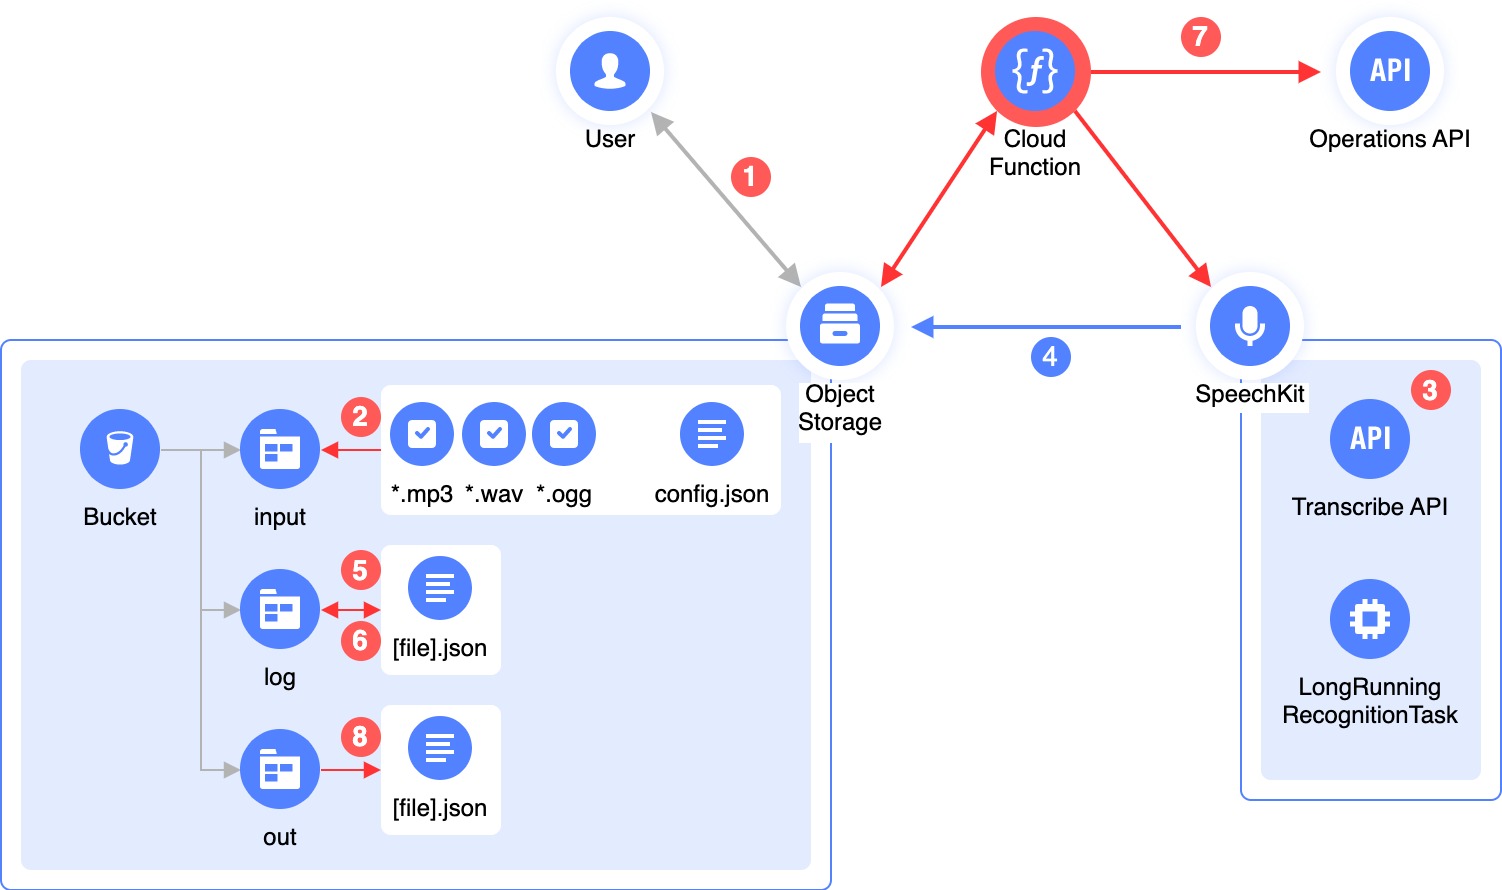 7
{ƒ}
API
User
Cloud
Function
Operations API
1
4
Object
Storage
SpeechKit
3
API
Transcribe API
LongRunning
RecognitionTask
Bucket
input
2
*.mp3 *.wav *.ogg
config.json
log
5
6
[file].json
out
8
[file].json